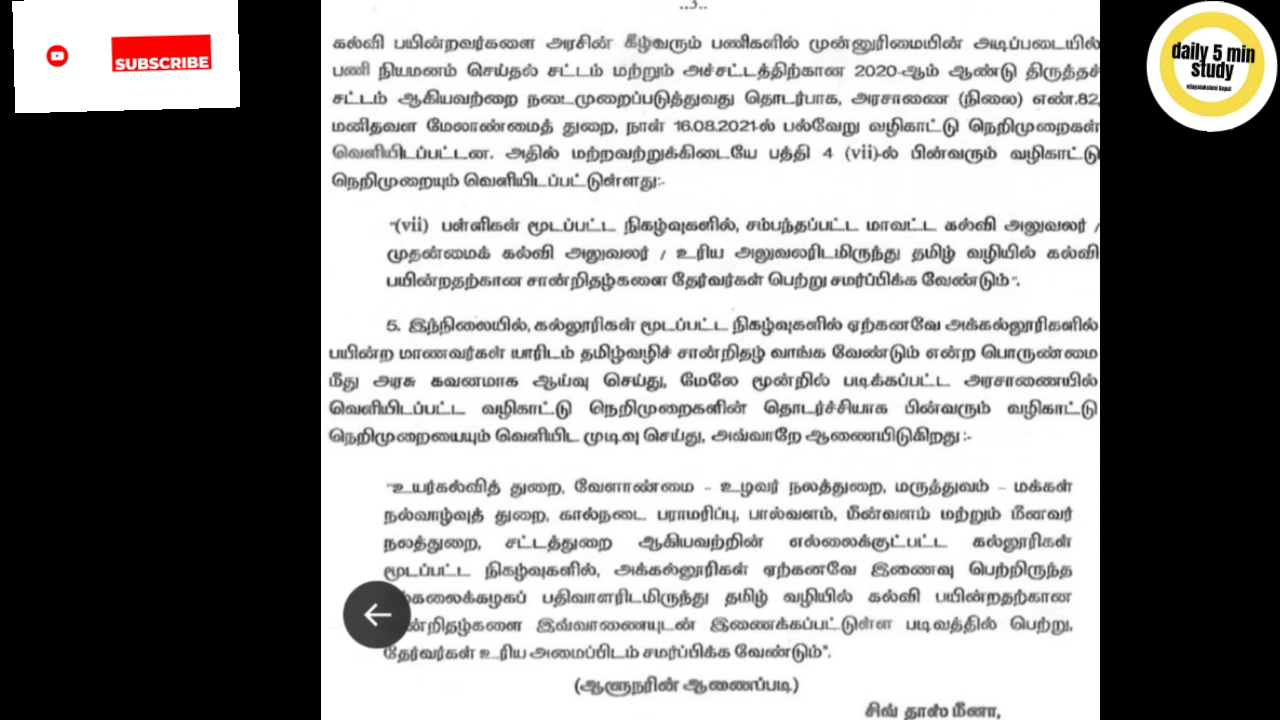 ..3..
கல்வி பயின்றவர்களை அரசின் கீழ்வரும் பணிகளில் முன்னுரிமையின் அடிப்படையில்
பணி நியமனம் செய்தல் சட்டம் மற்றும் அச்சட்டத்திற்கான 2020-ஆம் ஆண்டு திருத்தச்
சட்டம் ஆகியவற்றை நடைமுறைப்படுத்துவது தொடர்பாக, அரசாணை (நிலை) எண்.82,
மனிதவள மேலாண்மைத் துறை, நாள் 16.08.2021-ல் பல்வேறு வழிகாட்டு நெறிமுறைகள்
வெளியிடப்பட்டன. அதில் மற்றவற்றுக்கிடையே பத்தி 4 (vii)-ல் பின்வரும் வழிகாட்டு
நெறிமுறையும் வெளியிடப்பட்டுள்ளது:-
"(vii) பள்ளிகள் மூடப்பட்ட நிகழ்வுகளில், சம்பந்தப்பட்ட மாவட்ட கல்வி அலுவலர் /
முதன்மைக் கல்வி அலுவலர் / உரிய அலுவலரிடமிருந்து தமிழ் வழியில் கல்வி
பயின்றதற்கான சான்றிதழ்களை தேர்வர்கள் பெற்று சமர்ப்பிக்க வேண்டும்".
5. இந்நிலையில், கல்லூரிகள் மூடப்பட்ட நிகழ்வுகளில் ஏற்கனவே அக்கல்லூரிகளில்
பயின்ற மாணவர்கள் யாரிடம் தமிழ்வழிச் சான்றிதழ் வாங்க வேண்டும் என்ற பொருண்மை
மீது அரசு கவனமாக ஆய்வு செய்து, மேலே மூன்றில் படிக்கப்பட்ட அரசாணையில்
வெளியிடப்பட்ட வழிகாட்டு நெறிமுறைகளின் தொடர்ச்சியாக பின்வரும் வழிகாட்டு
நெறிமுறையையும் வெளியிட முடிவு செய்து, அவ்வாறே ஆணையிடுகிறது:-
"உயர்கல்வித் துறை, வேளாண்மை - உழவர் நலத்துறை, மருத்துவம் - மக்கள்
நல்வாழ்வுத் துறை, கால்நடை பராமரிப்பு, பால்வளம், மீன்வளம் மற்றும் மீனவர்
நலத்துறை, சட்டத்துறை ஆகியவற்றின் எல்லைக்குட்பட்ட கல்லூரிகள்
மூடப்பட்ட நிகழ்வுகளில், அக்கல்லூரிகள் ஏற்கனவே இணைவு பெற்றிருந்த
பதிவாளரிடமிருந்து தமிழ் வழியில் கல்வி பயின்றதற்கான
இவ்வாணையுடன் இணைக்கப்பட்டுள்ள படிவத்தில் பெற்று,
தேர்வர்கள் உரிய அமைப்பிடம் சமர்ப்பிக்க வேண்டும்".
(ஆளுநரின் ஆணைப்படி)
சிவ் தாஸ் மீனா,
SUBSCRIBE
daily 5 min
study
vijayalakshmi Gopal